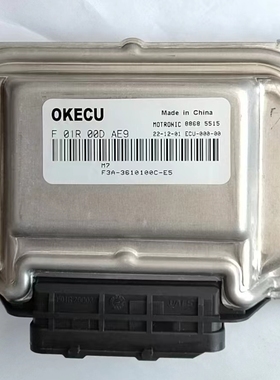 OKECU
Made in China
F 01R 00D AE9
MOTRONIC 0060 5515
22-12-01 ECU-000-00
M7
F3A-3610100C-E5